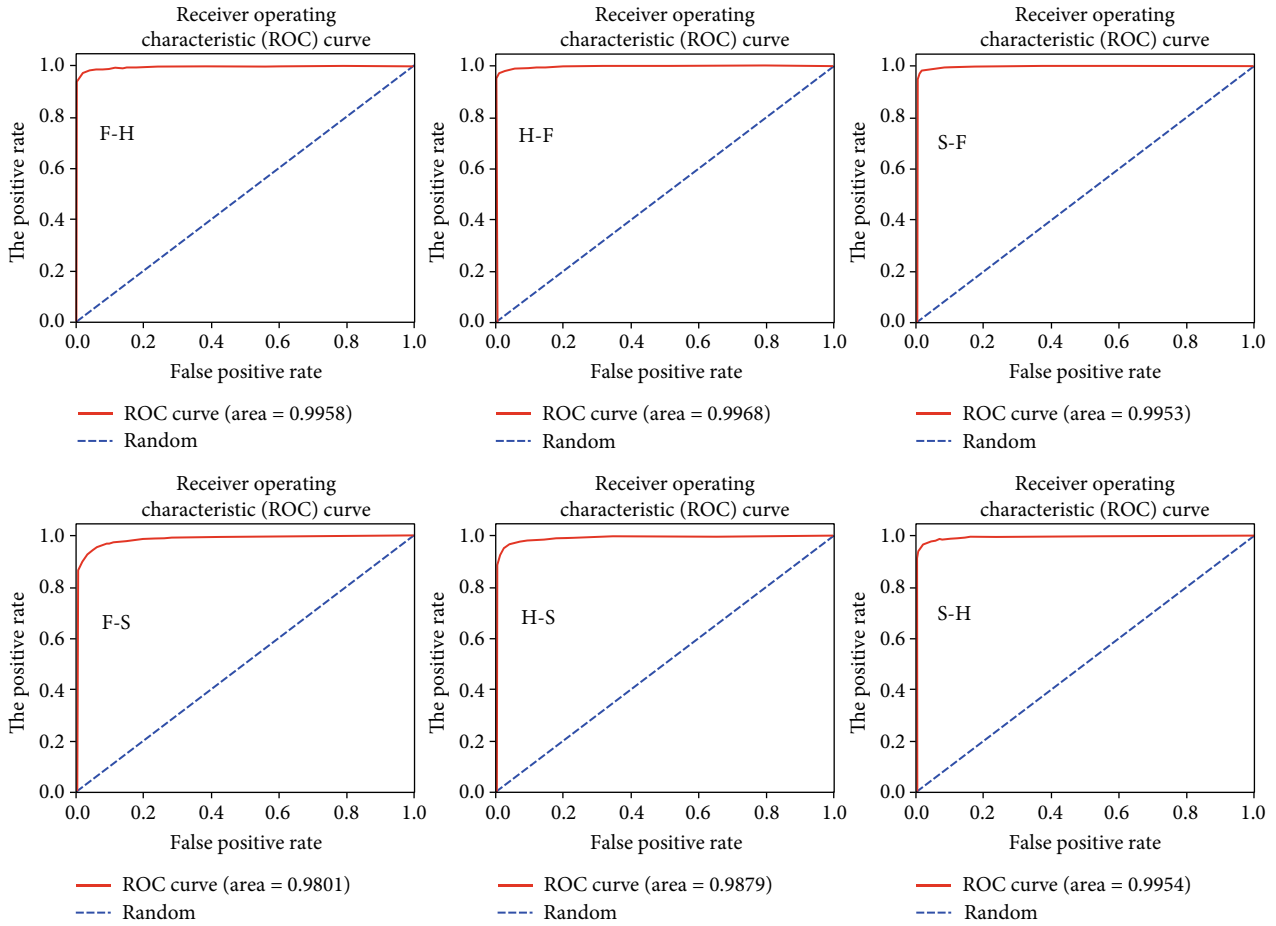 Receiver operating
characteristic (ROC) curve
1.0
0.8
0.6
0.4
0.2
0.0
The positive rate
F-H
0.0 0.2 0.4 0.6 0.8 1.0
False positive rate
ROC curve (area = 0.9958)
Random
Receiver operating
characteristic (ROC) curve
1.0
0.8
0.6
0.4
0.2
0.0
The positive rate
H-F
0.0 0.2 0.4 0.6 0.8 1.0
False positive rate
ROC curve (area = 0.9968)
Random
Receiver operating
characteristic (ROC) curve
1.0
0.8
0.6
0.4
0.2
0.0
The positive rate
S-F
0.0 0.2 0.4 0.6 0.8 1.0
False positive rate
ROC curve (area = 0.9953)
Random
Receiver operating
characteristic (ROC) curve
1.0
0.8
0.6
0.4
0.2
0.0
The positive rate
F-S
0.0 0.2 0.4 0.6 0.8 1.0
False positive rate
ROC curve (area = 0.9801)
Random
Receiver operating
characteristic (ROC) curve
1.0
0.8
0.6
0.4
0.2
0.0
The positive rate
H-S
0.0 0.2 0.4 0.6 0.8 1.0
False positive rate
ROC curve (area = 0.9879)
Random
Receiver operating
characteristic (ROC) curve
1.0
0.8
0.6
0.4
0.2
0.0
The positive rate
S-H
0.0 0.2 0.4 0.6 0.8 1.0
False positive rate
ROC curve (area = 0.9954)
Random